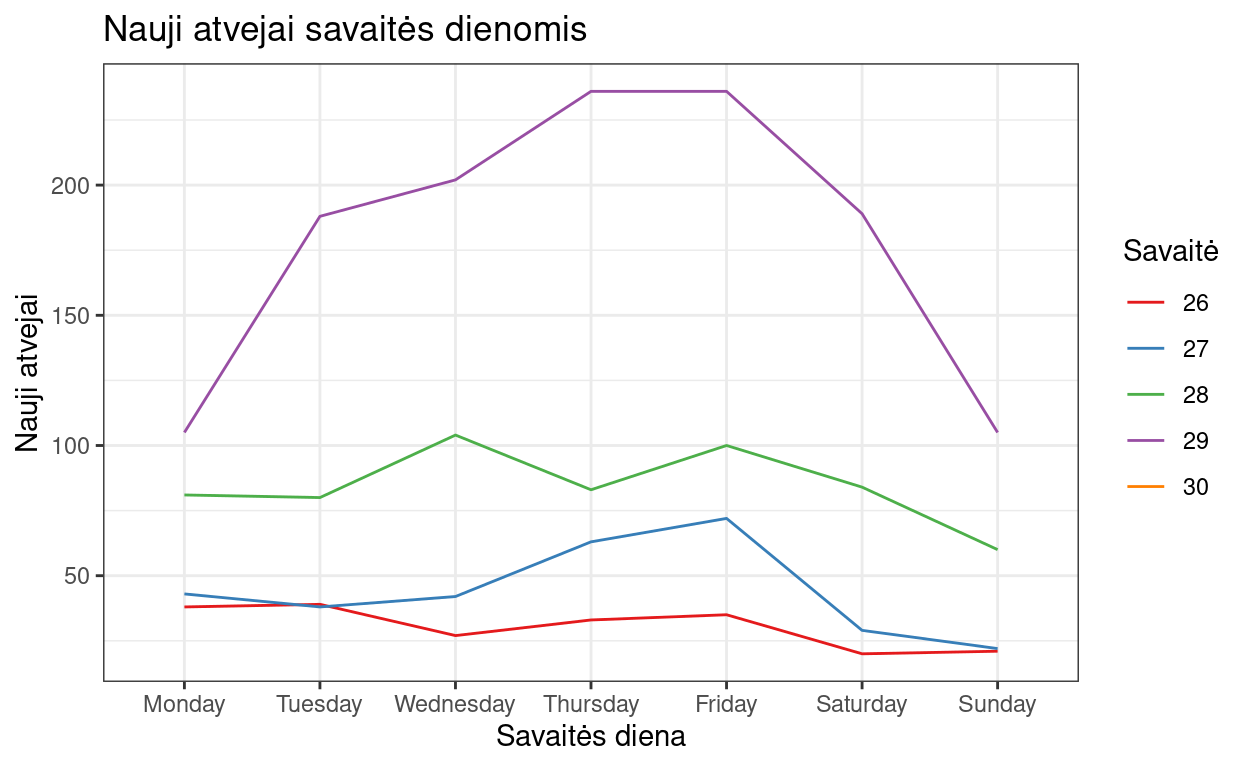 Nauji atvejai savaitės dienomis
Nauji atvejai
200
150
100
50
Monday Tuesday Wednesday Thursday Friday Saturday Sunday
Savaitės diena
Savaitė
26
27
28
29
30